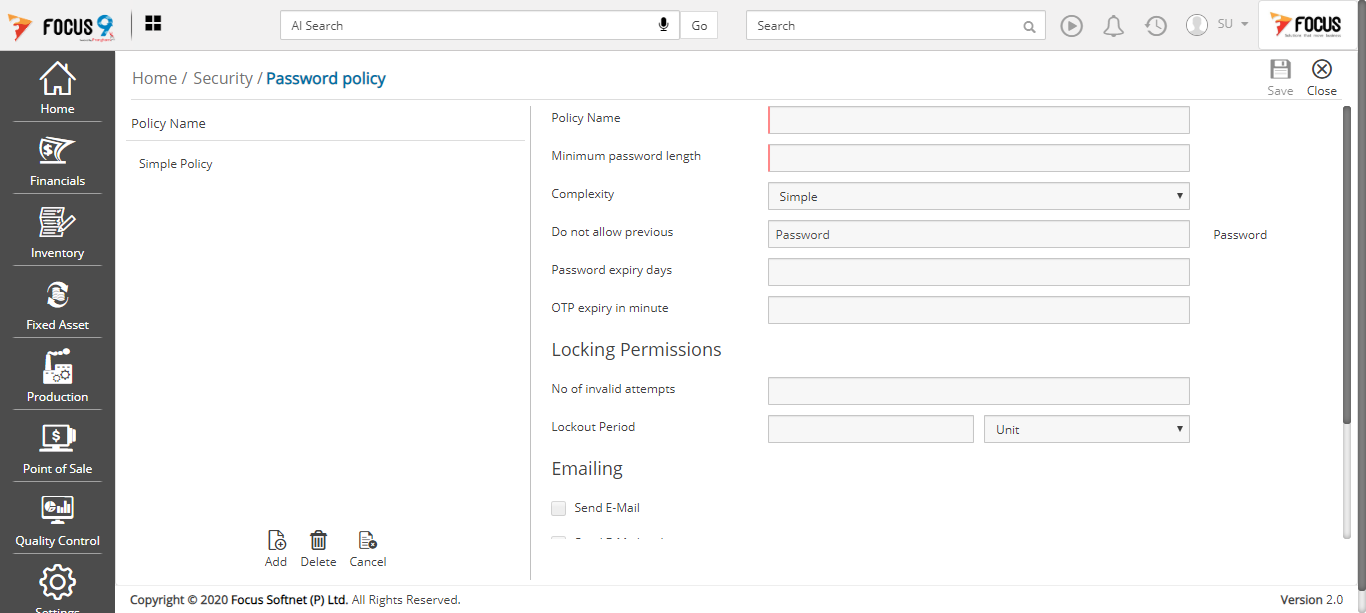 FOCUS 9
AI Search
Go
Search
SU
FOCUS
Home
Financials
Inventory
Fixed Asset
Production
Point of Sale
Quality Control
Settings
Home / Security / Password policy
Save
Close
Policy Name
Simple Policy
Add
Delete
Cancel
Policy Name
Minimum password length
Complexity
Simple
Do not allow previous
Password
Password
Password expiry days
OTP expiry in minute
Locking Permissions
No of invalid attempts
Lockout Period
Unit
Emailing
Send E-Mail
Copyright © 2020 Focus Softnet (P) Ltd. All Rights Reserved.
Version 2.0